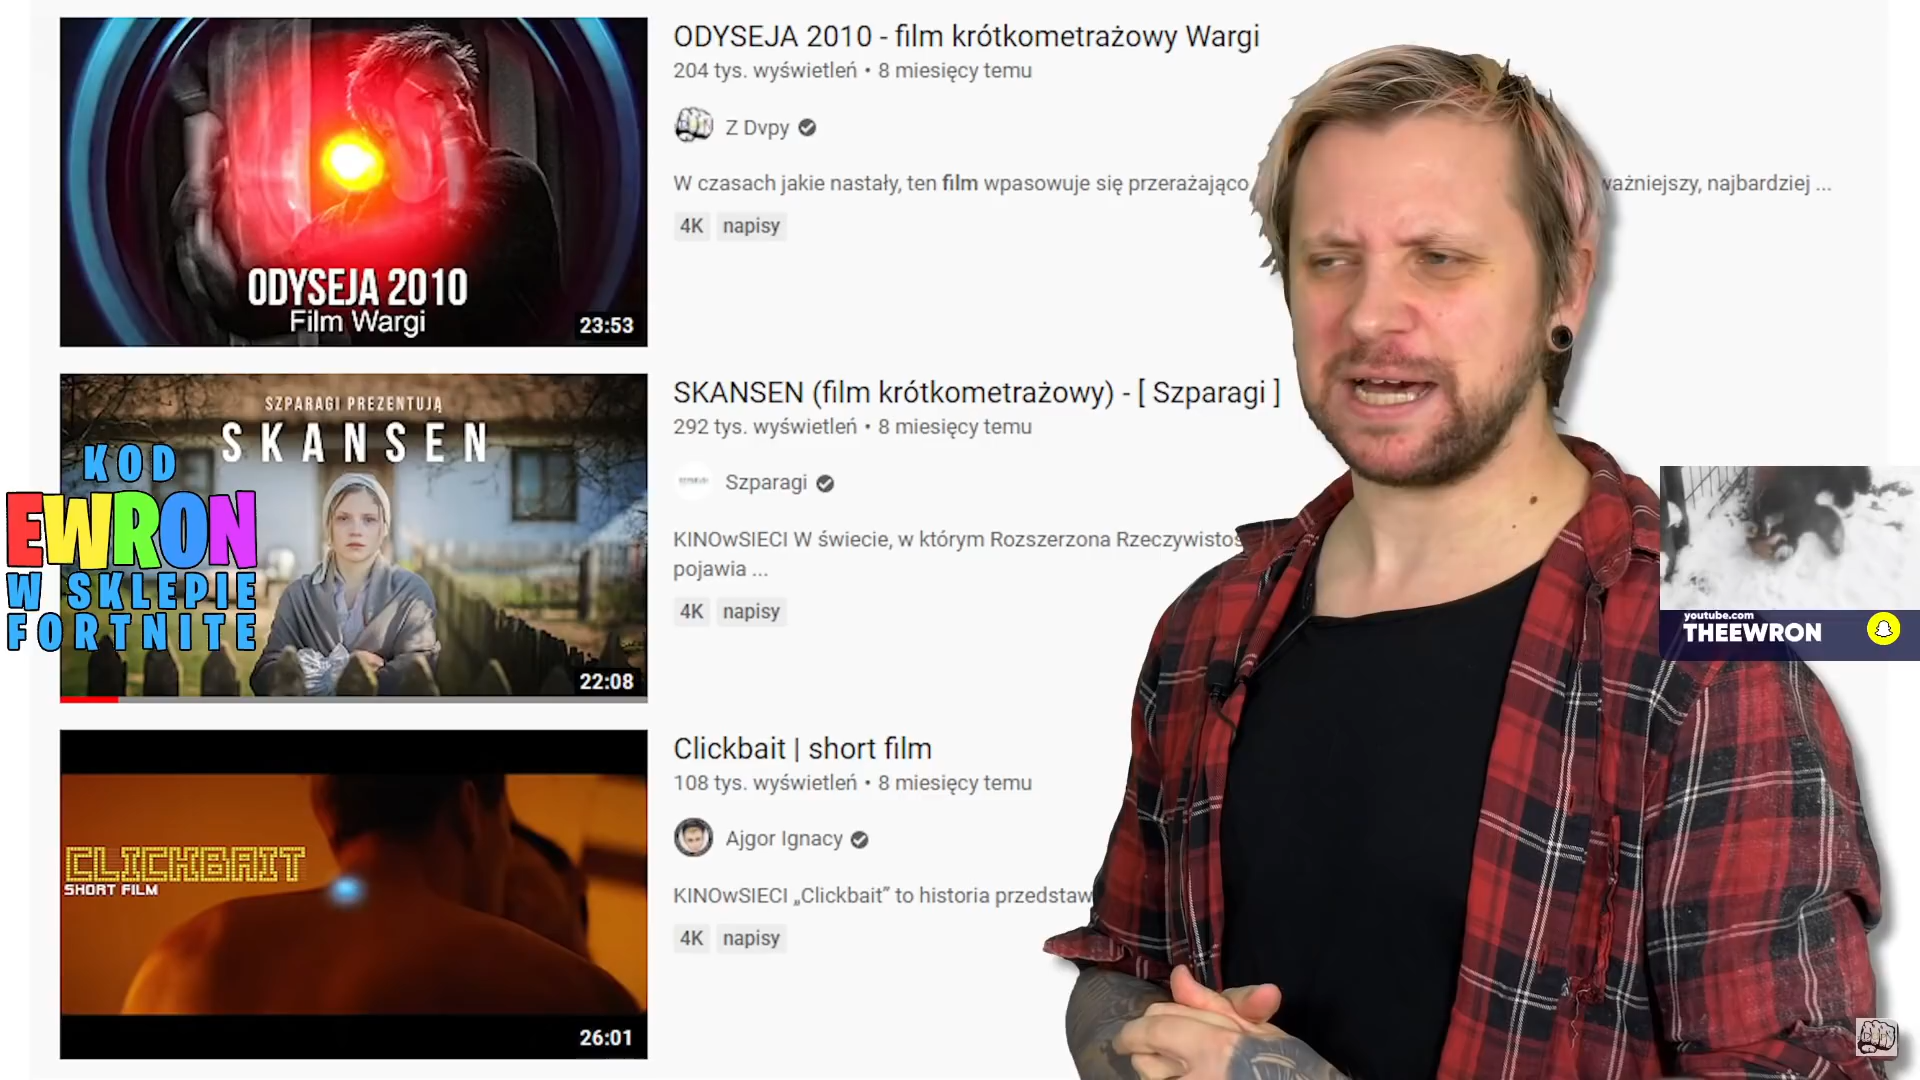 ODYSEJA 2010 - film krótkometrażowy Wargi
204 tys. wyświetleń • 8 miesięcy temu
Z Dvpy
W czasach jakie nastały, ten film wpasowuje się przerażająco
ważniejszy, najbardziej ...
4K napisy
ODYSEJA 2010
Film Wargi
23:53
SKANSEN (film krótkometrażowy) - [ Szparagi ]
292 tys. wyświetleń • 8 miesięcy temu
Szparagi
KINOwSIECI W świecie, w którym Rozszerzona Rzeczywistoś
pojawia ...
4K napisy
SZPARAGI PREZENTUJĄ
SKANSEN
22:08
KOD
EWRON
W SKLEPIE
FORTNITE
youtube.com
THEEWRON
Clickbait | short film
108 tys. wyświetleń • 8 miesięcy temu
Ajgor Ignacy
KINOwSIECI „Clickbait” to historia przedstaw
4K napisy
CLICKBAIT
SHORT FILM
26:01